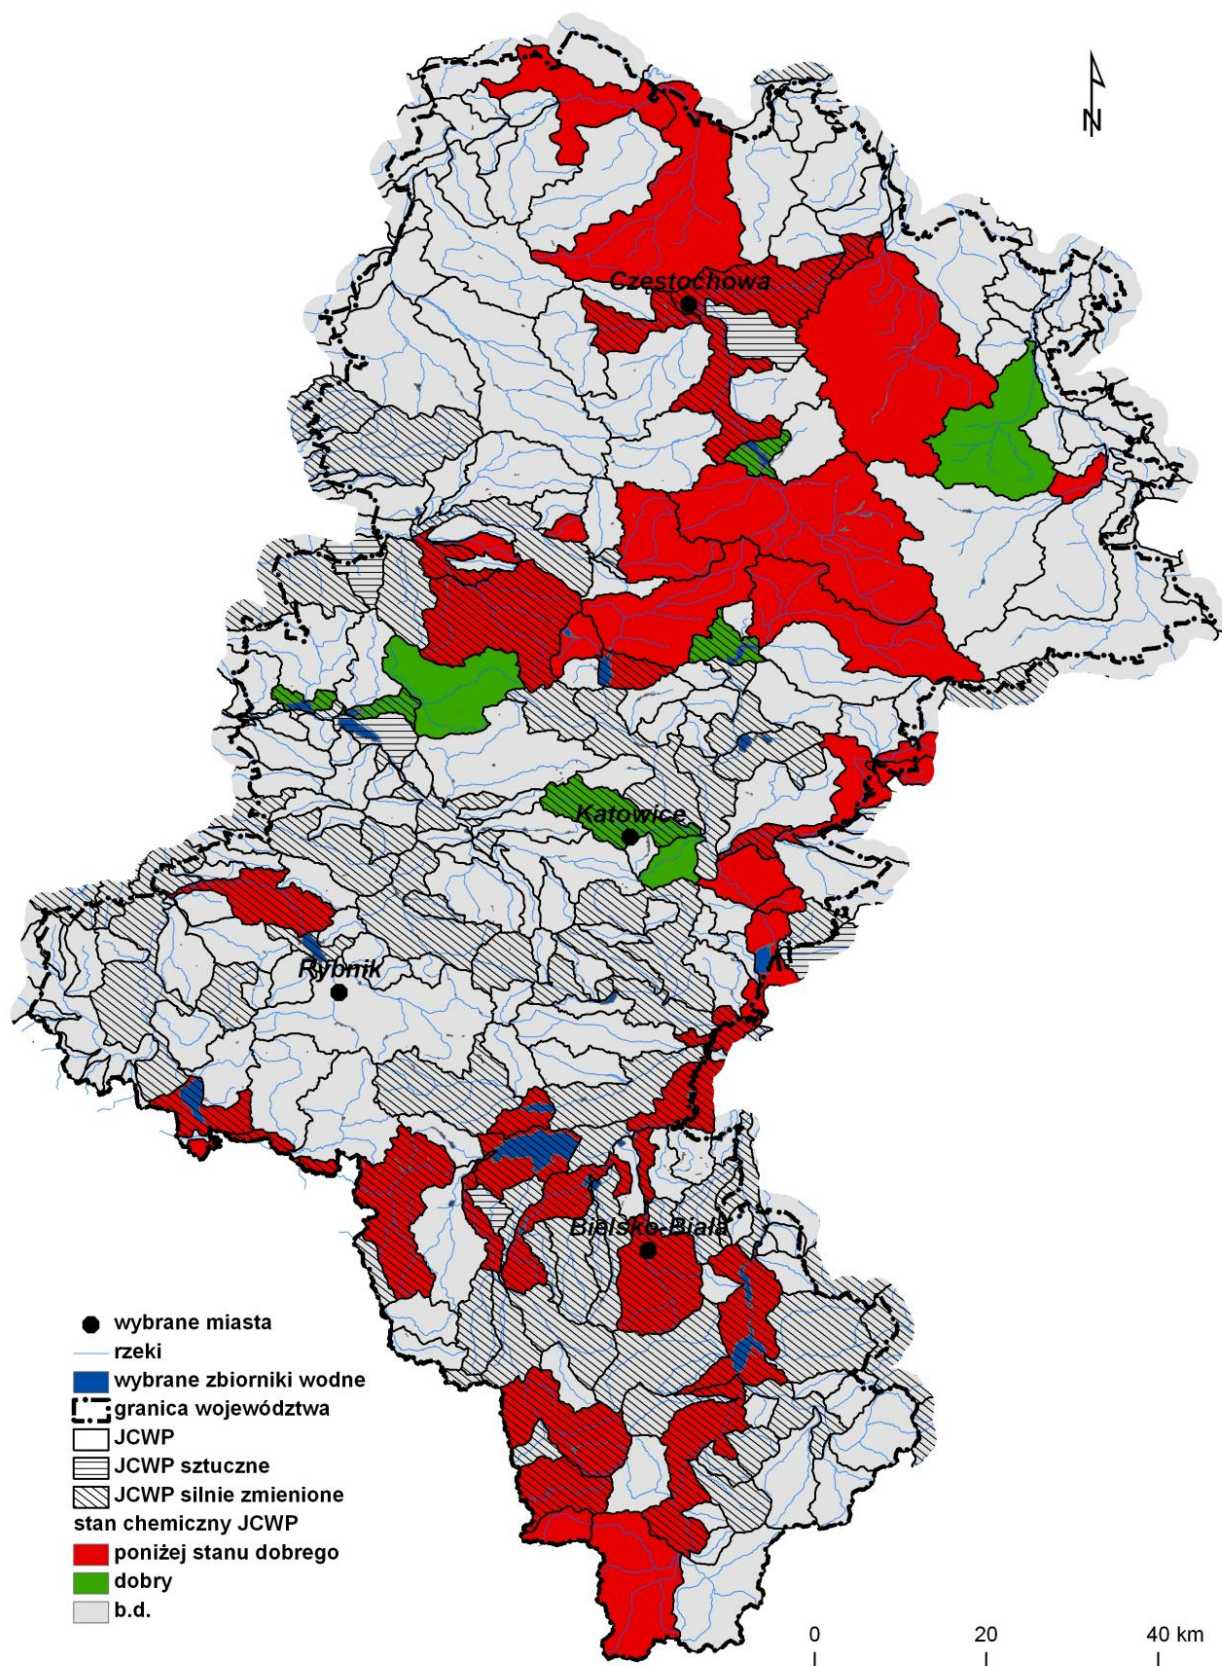 N
Częstochowa
Katowice
Rybnik
Bielsko-Biała
wybrane miasta
rzeki
wybrane zbiorniki wodne
granica województwa
JCWP
JCWP sztuczne
JCWP silnie zmienione
stan chemiczny JCWP
poniżej stanu dobrego
dobry
b.d.
0 20 40 km